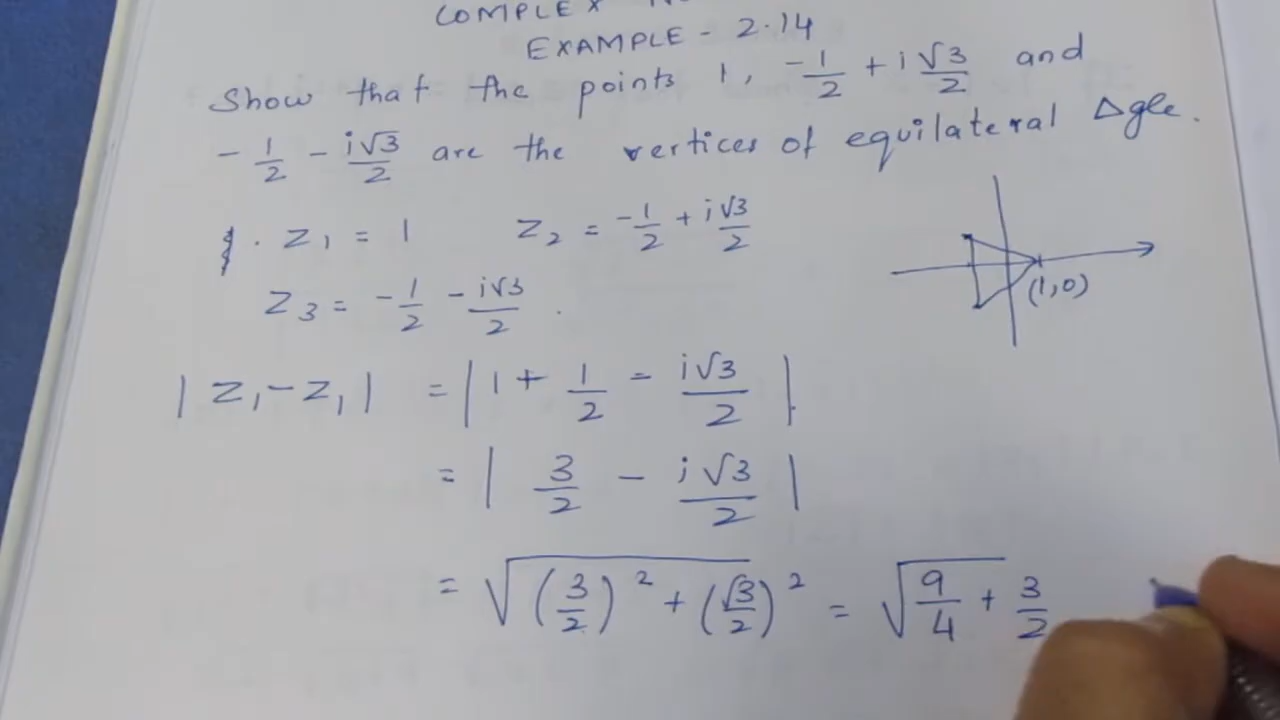 COMPLEX
EXAMPLE - 2.14
Show that the points 1, -1/2 + i√3/2 and
-1/2 - i√3/2 are the vertices of equilateral Δgle.
z₁ = 1 z₂ = -1/2 + i√3/2
z₃ = -1/2 - i√3/2 .
(1,0)
|z₁-z₁| = |1 + 1/2 - i√3/2|.
= |3/2 - i√3/2|
= √(3/2)² + (√3/2)² = √9/4 + 3/2